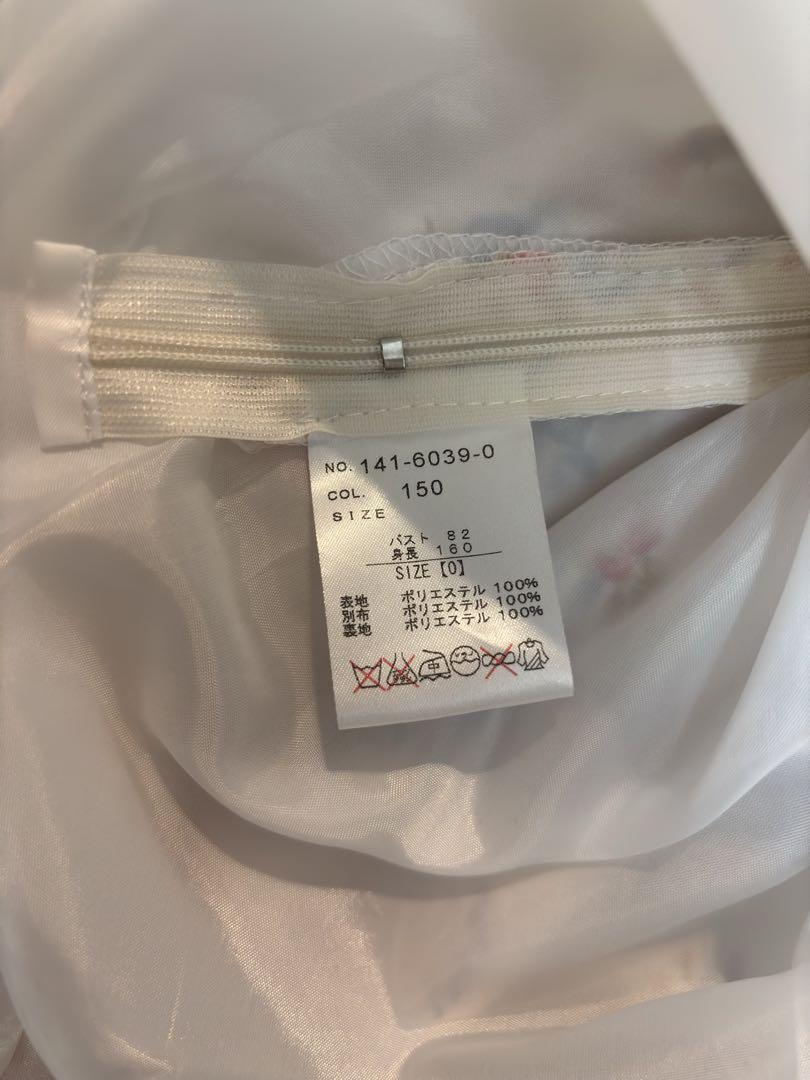 NO. 141-6039-0
COL. 150
SIZE
バスト 82
身長 160
SIZE【0】
表地 ポリエステル 100%
別布 ポリエステル 100%
裏地 ポリエステル 100%